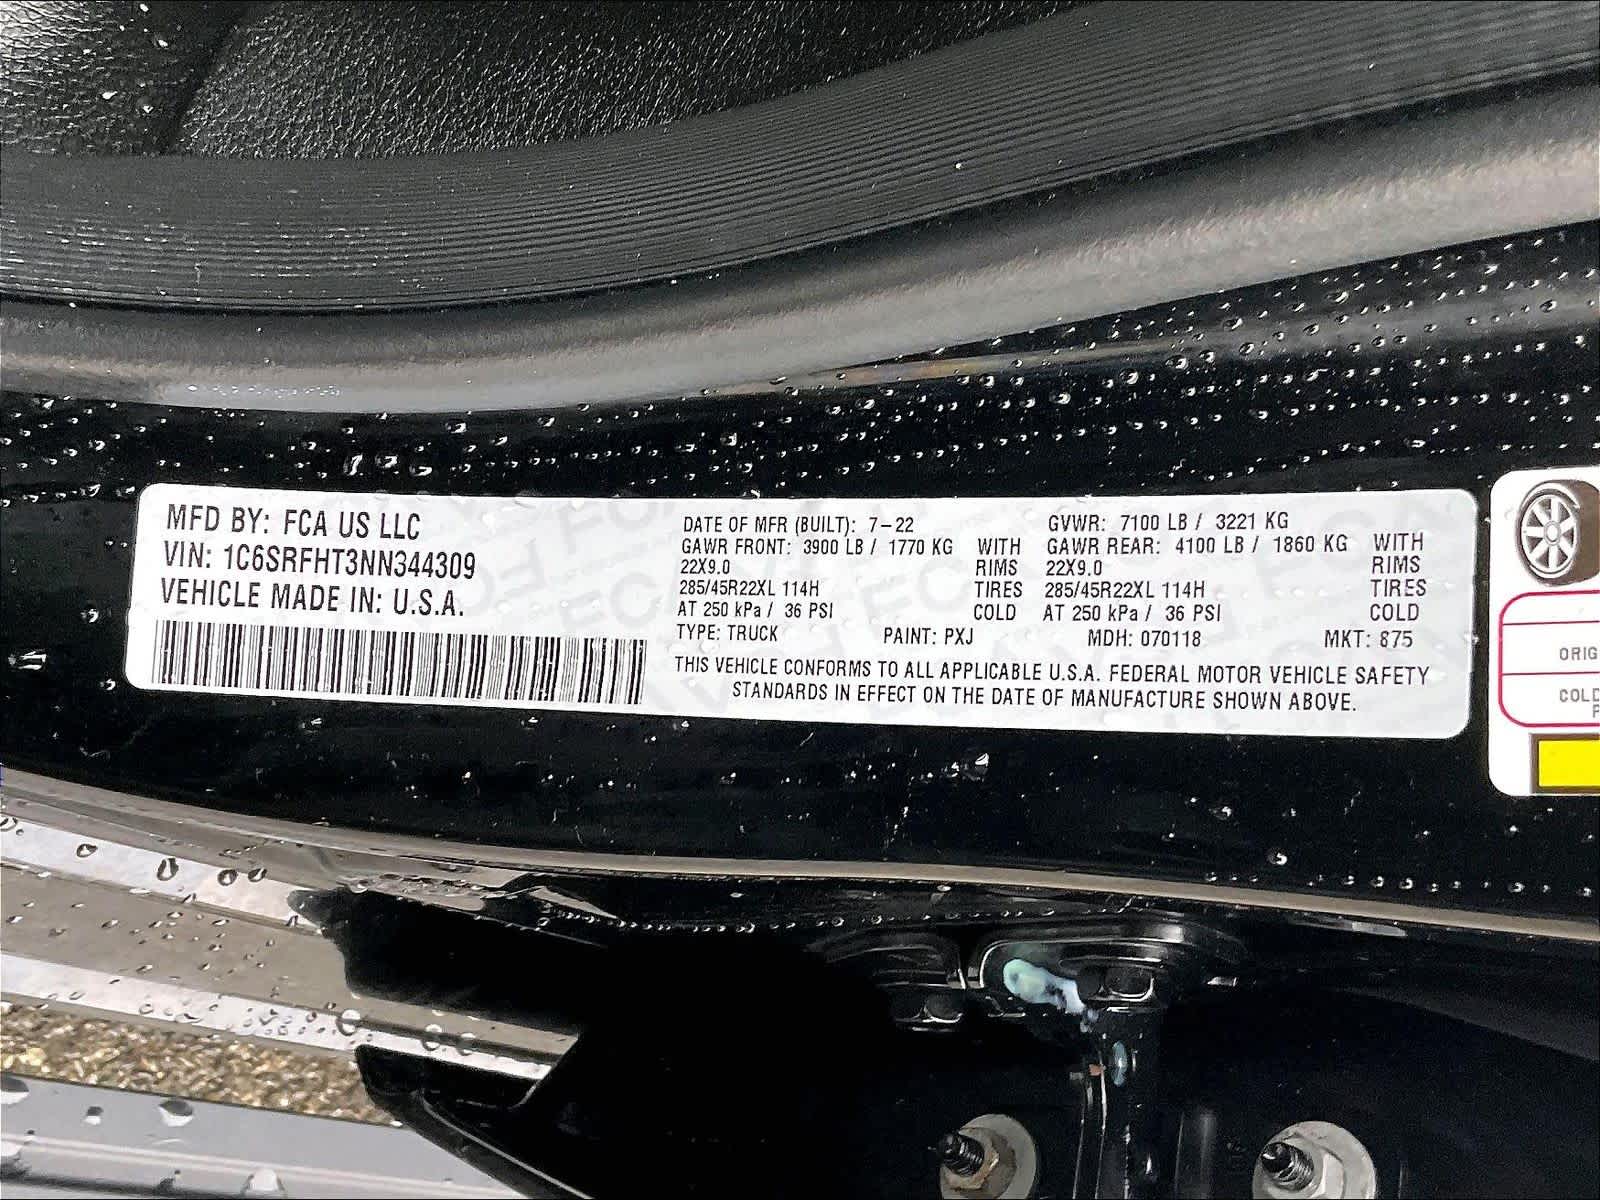 MFD BY: FCA US LLC
VIN: 1C6SRFHT3NN344309
VEHICLE MADE IN: U.S.A.
DATE OF MFR (BUILT): 7-22 GVWR: 7100 LB / 3221 KG
GAWR FRONT: 3900 LB / 1770 KG WITH GAWR REAR: 4100 LB / 1860 KG WITH
22X9.0 RIMS 22X9.0 RIMS
285/45R22XL 114H TIRES 285/45R22XL 114H TIRES
AT 250 kPa / 36 PSI COLD AT 250 kPa / 36 PSI COLD
TYPE: TRUCK PAINT: PXJ MDH: 070118 MKT: 875
THIS VEHICLE CONFORMS TO ALL APPLICABLE U.S.A. FEDERAL MOTOR VEHICLE SAFETY
STANDARDS IN EFFECT ON THE DATE OF MANUFACTURE SHOWN ABOVE.
ORIG
COLD
P